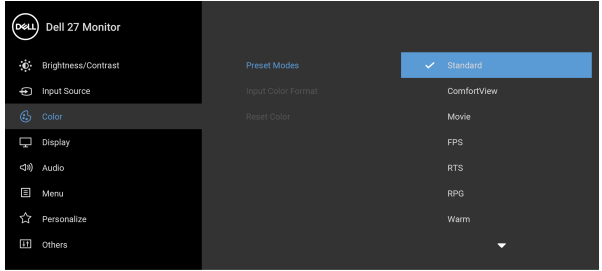 DELL
Dell 27 Monitor
Brightness/Contrast
Input Source
Color
Display
Audio
Menu
Personalize
Others
Preset Modes
Input Color Format
Reset Color
Standard
ComfortView
Movie
FPS
RTS
RPG
Warm